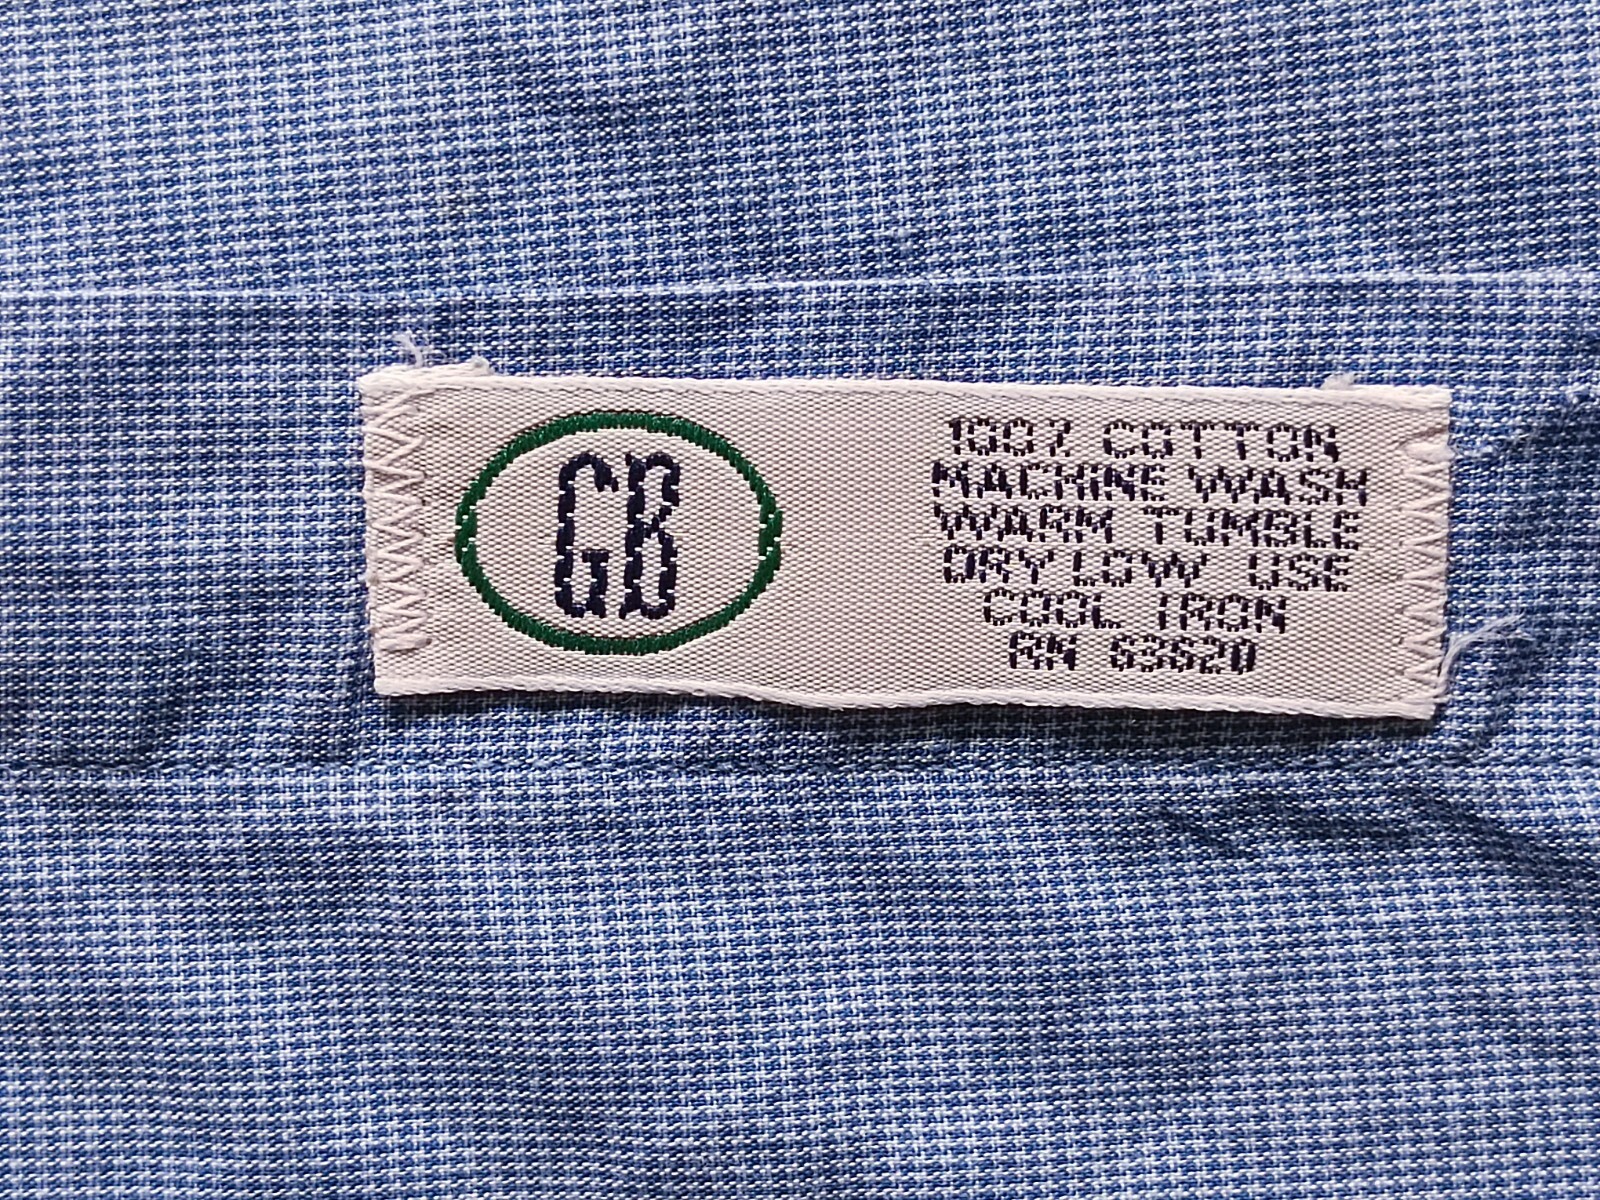 GB
100% COTTON
MACHINE WASH
WARM TUMBLE
DRY LOW USE
COOL IRON
RN 63620